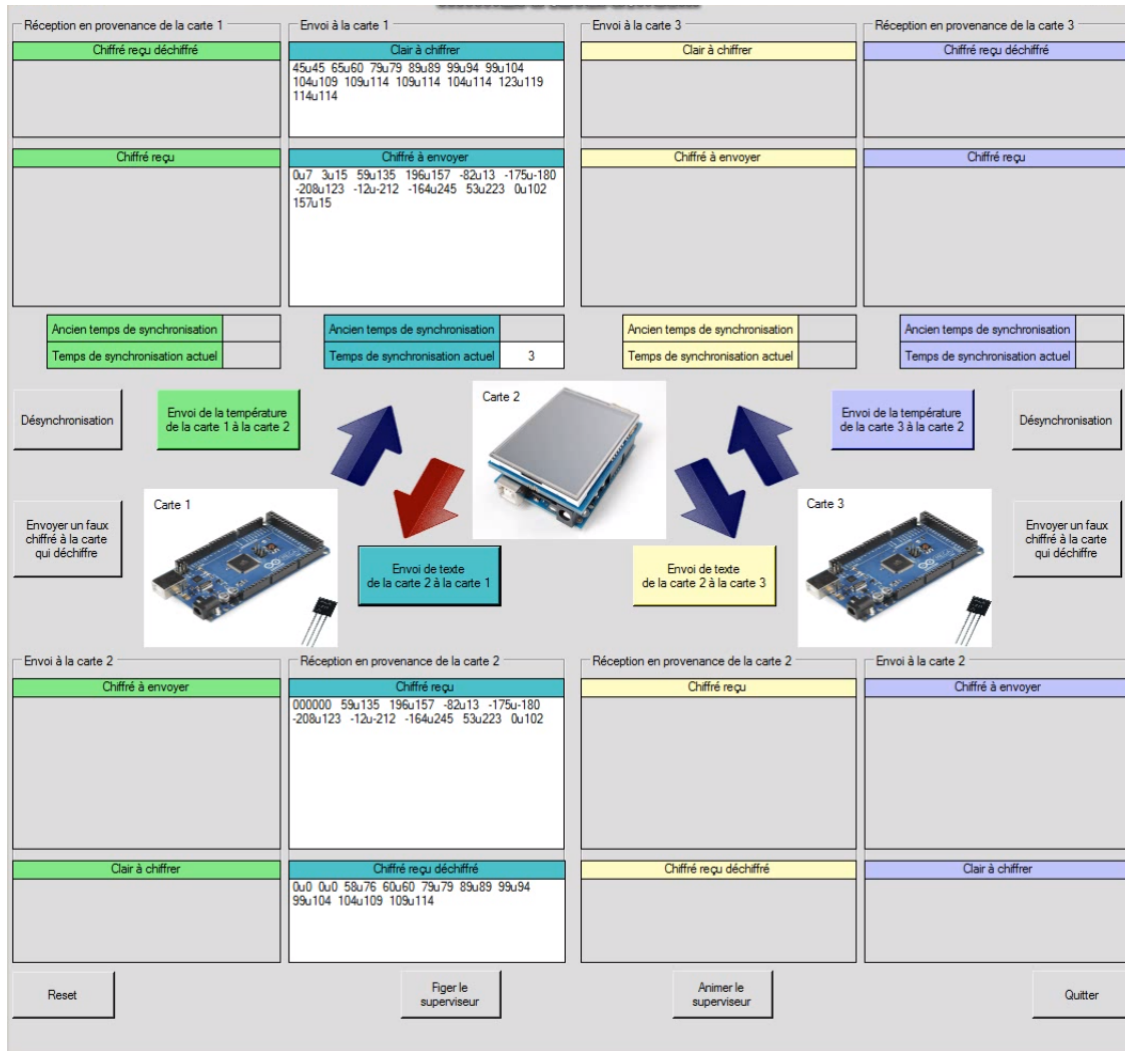 Réception en provenance de la carte 1
Envoi à la carte 1
Envoi à la carte 3
Réception en provenance de la carte 3
Chiffré reçu déchiffré
Clair à chiffrer
45u45 65u60 79u79 89u89 99u94 99u104
104u109 109u114 109u114 104u114 123u119
114u114
Clair à chiffrer
Chiffré reçu déchiffré
Chiffré reçu
Chiffré à envoyer
0u7 3u15 59u135 196u157 -82u13 -175u-180
-208u123 -12u-212 -164u245 53u223 0u102
157u15
Chiffré à envoyer
Chiffré reçu
Ancien temps de synchronisation
Temps de synchronisation actuel
Ancien temps de synchronisation
Temps de synchronisation actuel 3
Ancien temps de synchronisation
Temps de synchronisation actuel
Ancien temps de synchronisation
Temps de synchronisation actuel
Désynchronisation
Envoi de la température
de la carte 1 à la carte 2
Carte 2
Envoi de la température
de la carte 3 à la carte 2
Désynchronisation
Envoyer un faux
chiffré à la carte
qui déchiffre
Carte 1
Envoi de texte
de la carte 2 à la carte 1
Envoi de texte
de la carte 2 à la carte 3
Carte 3
Envoyer un faux
chiffré à la carte
qui déchiffre
Envoi à la carte 2
Réception en provenance de la carte 2
Réception en provenance de la carte 2
Envoi à la carte 2
Chiffré à envoyer
Chiffré reçu
000000 59u135 196u157 -82u13 -175u-180
-208u123 -12u-212 -164u245 53u223 0u102
Chiffré reçu
Chiffré à envoyer
Clair à chiffrer
Chiffré reçu déchiffré
0u0 0u0 58u76 60u60 79u79 89u89 99u94
99u104 104u109 109u114
Chiffré reçu déchiffré
Clair à chiffrer
Reset
Figer le
superviseur
Animer le
superviseur
Quitter